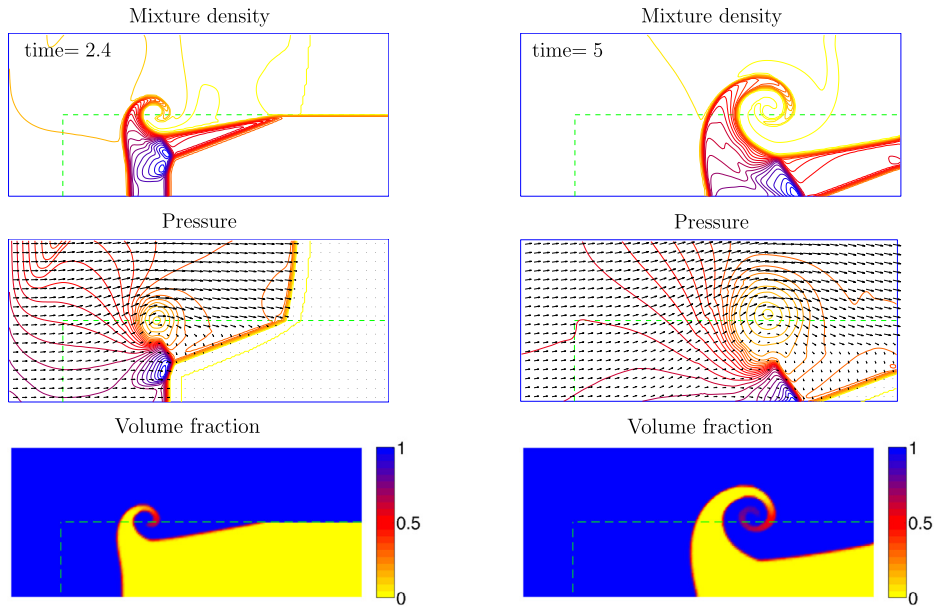 Mixture density
time= 2.4
Mixture density
time= 5
Pressure
Pressure
Volume fraction
1
0.5
0
Volume fraction
1
0.5
0